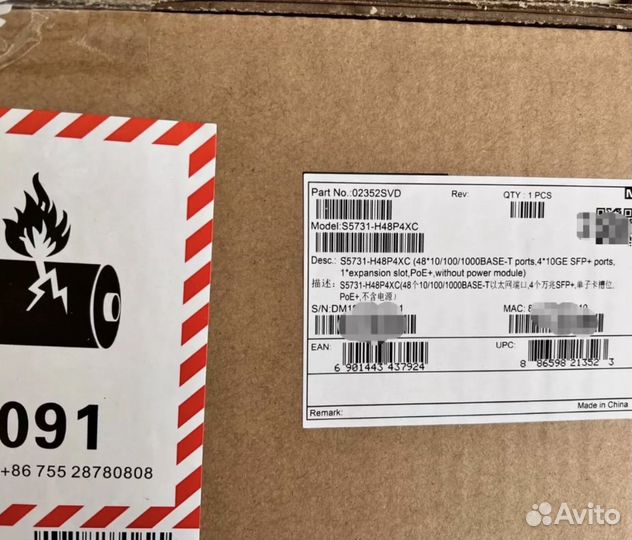 Part No.:02352SVD
Rev:
QTY : 1 PCS
Model:S5731-H48P4XC
Desc.: S5731-H48P4XC (48*10/100/1000BASE-T ports,4*10GE SFP+ ports,
1*expansion slot,PoE+,without power module)
描述: S5731-H48P4XC(48个10/100/1000BASE-T以太网端口,4个万兆SFP+,单子卡槽位,
PoE+,不含电源)
S/N:DM
MAC:
EAN:
6 901443 437924
UPC:
8 86598 21352 3
Made in China
Remark:
091
+86 755 28780808
Avito